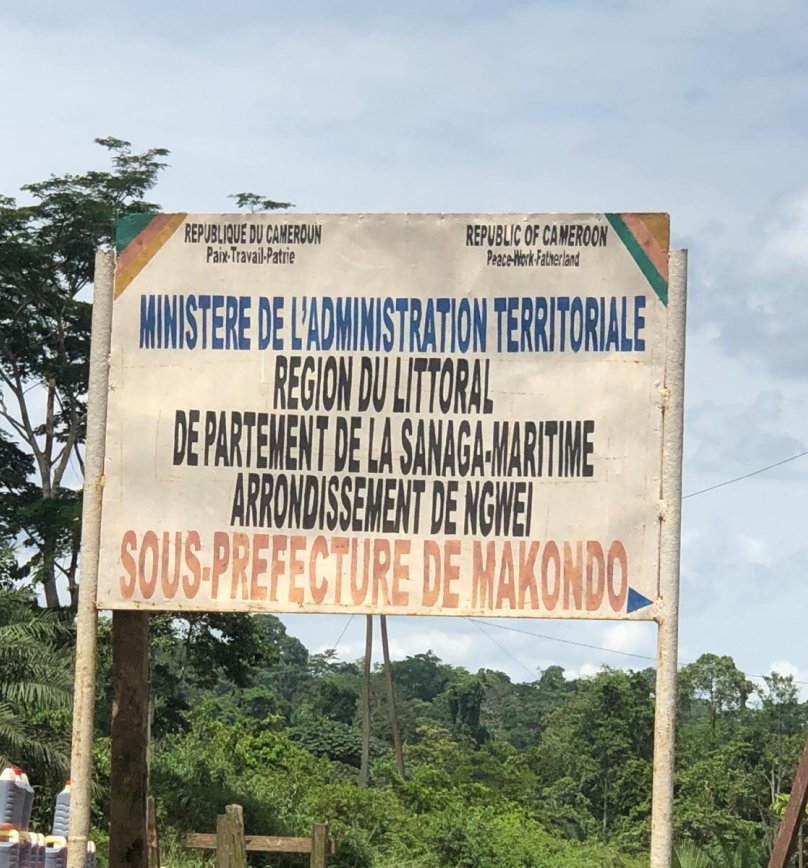 REPUBLIQUE DU CAMEROUN
Paix-Travail-Patrie
REPUBLIC OF CAMEROON
Peace-Work-Fatherland
MINISTERE DE L'ADMINISTRATION TERRITORIALE
REGION DU LITTORAL
DE PARTEMENT DE LA SANAGA-MARITIME
ARRONDISSEMENT DE NGWEI
SOUS-PREFECTURE DE MAKONDO